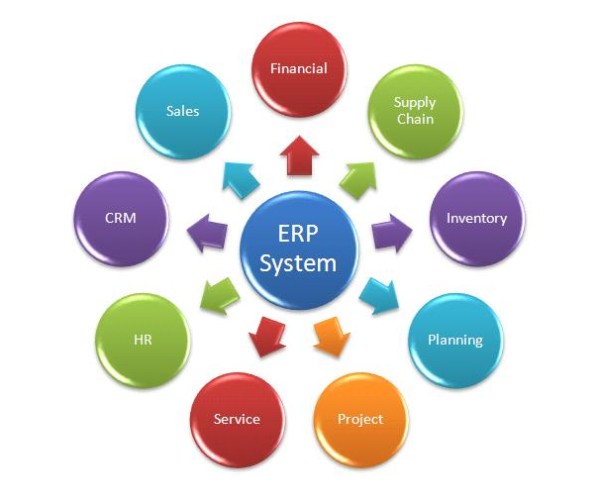 Financial
Supply
Chain
Inventory
Planning
Project
Service
HR
CRM
Sales
ERP
System